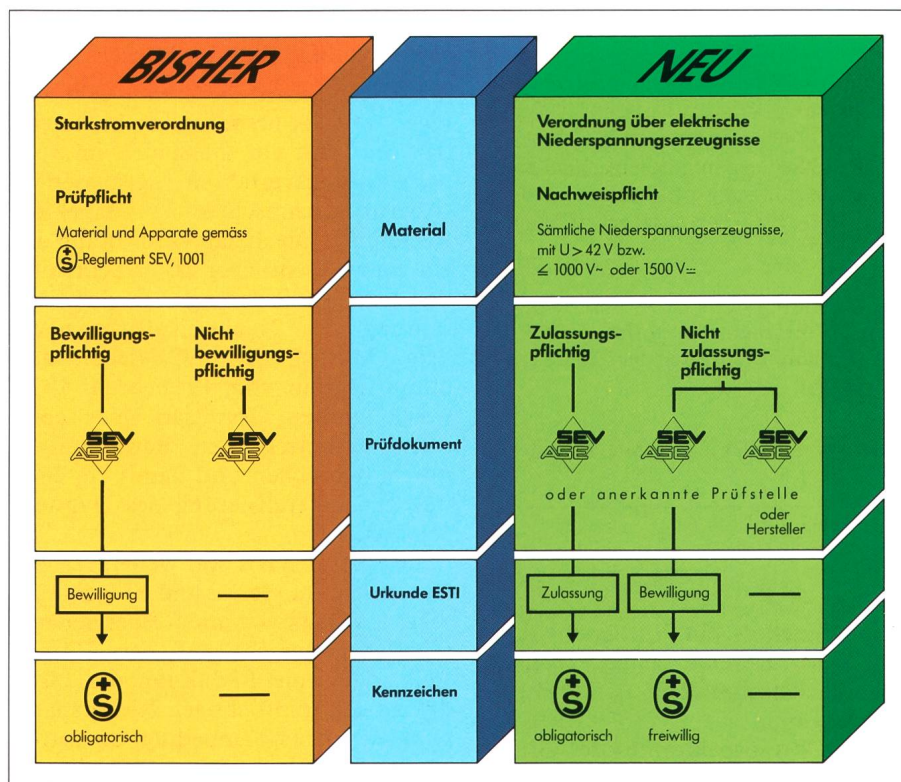 BISHER
NEU
Starkstromverordnung
Prüfpflicht
Material und Apparate gemäss
S-Reglement SEV, 1001
Material
Verordnung über elektrische
Niederspannungserzeugnisse
Nachweispflicht
Sämtliche Niederspannungserzeugnisse,
mit U > 42 V bzw.
≦ 1000 V~ oder 1500 V⎓
Bewilligungs-
pflichtig
Nicht
bewilligungs-
pflichtig
SEV
ASE
SEV
ASE
Prüfdokument
Zulassungs-
pflichtig
Nicht
zulassungs-
pflichtig
SEV
ASE
SEV
ASE
SEV
ASE
oder anerkannte Prüfstelle
oder
Hersteller
Bewilligung
—
Urkunde ESTI
Zulassung
Bewilligung
—
+S
obligatorisch
—
Kennzeichen
+S
obligatorisch
+S
freiwillig
—